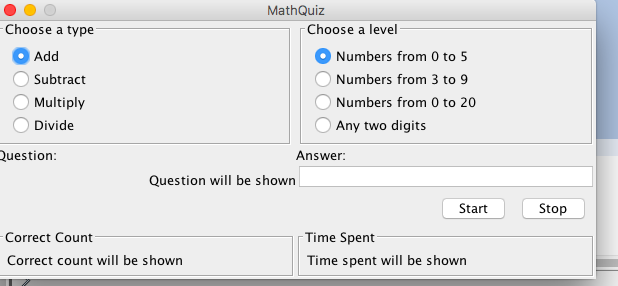 MathQuiz
Choose a type
Add
Subtract
Multiply
Divide
Choose a level
Numbers from 0 to 5
Numbers from 3 to 9
Numbers from 0 to 20
Any two digits
Question:
Answer:
Question will be shown
Start
Stop
Correct Count
Correct count will be shown
Time Spent
Time spent will be shown